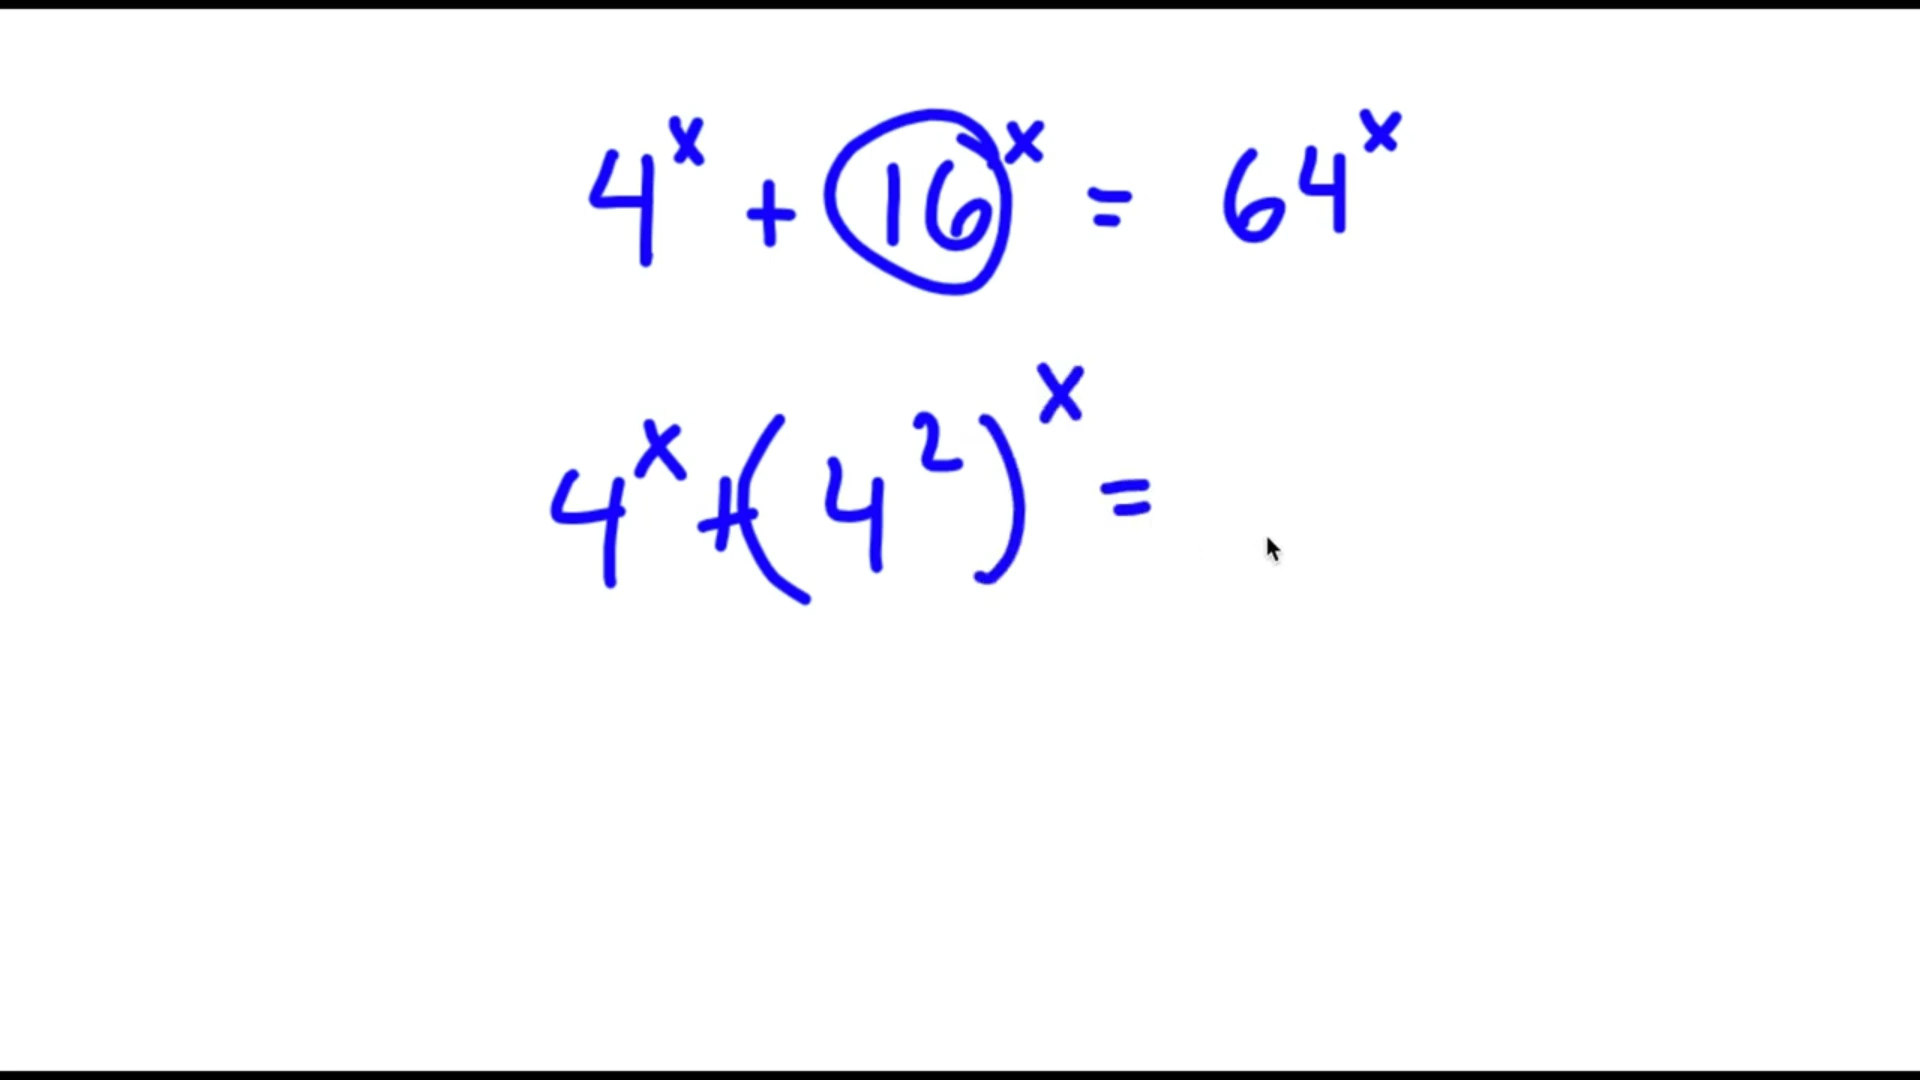 4^x + 16^x = 64^x
4^x + (4^2)^x =